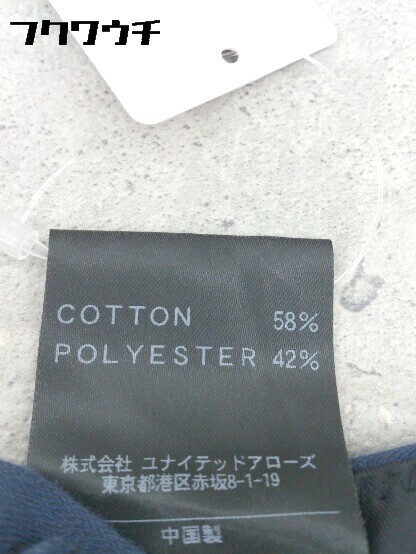 フクワウチ
COTTON 58%
POLYESTER 42%
株式会社 ユナイテッドアローズ
東京都港区赤坂8-1-19
中国製